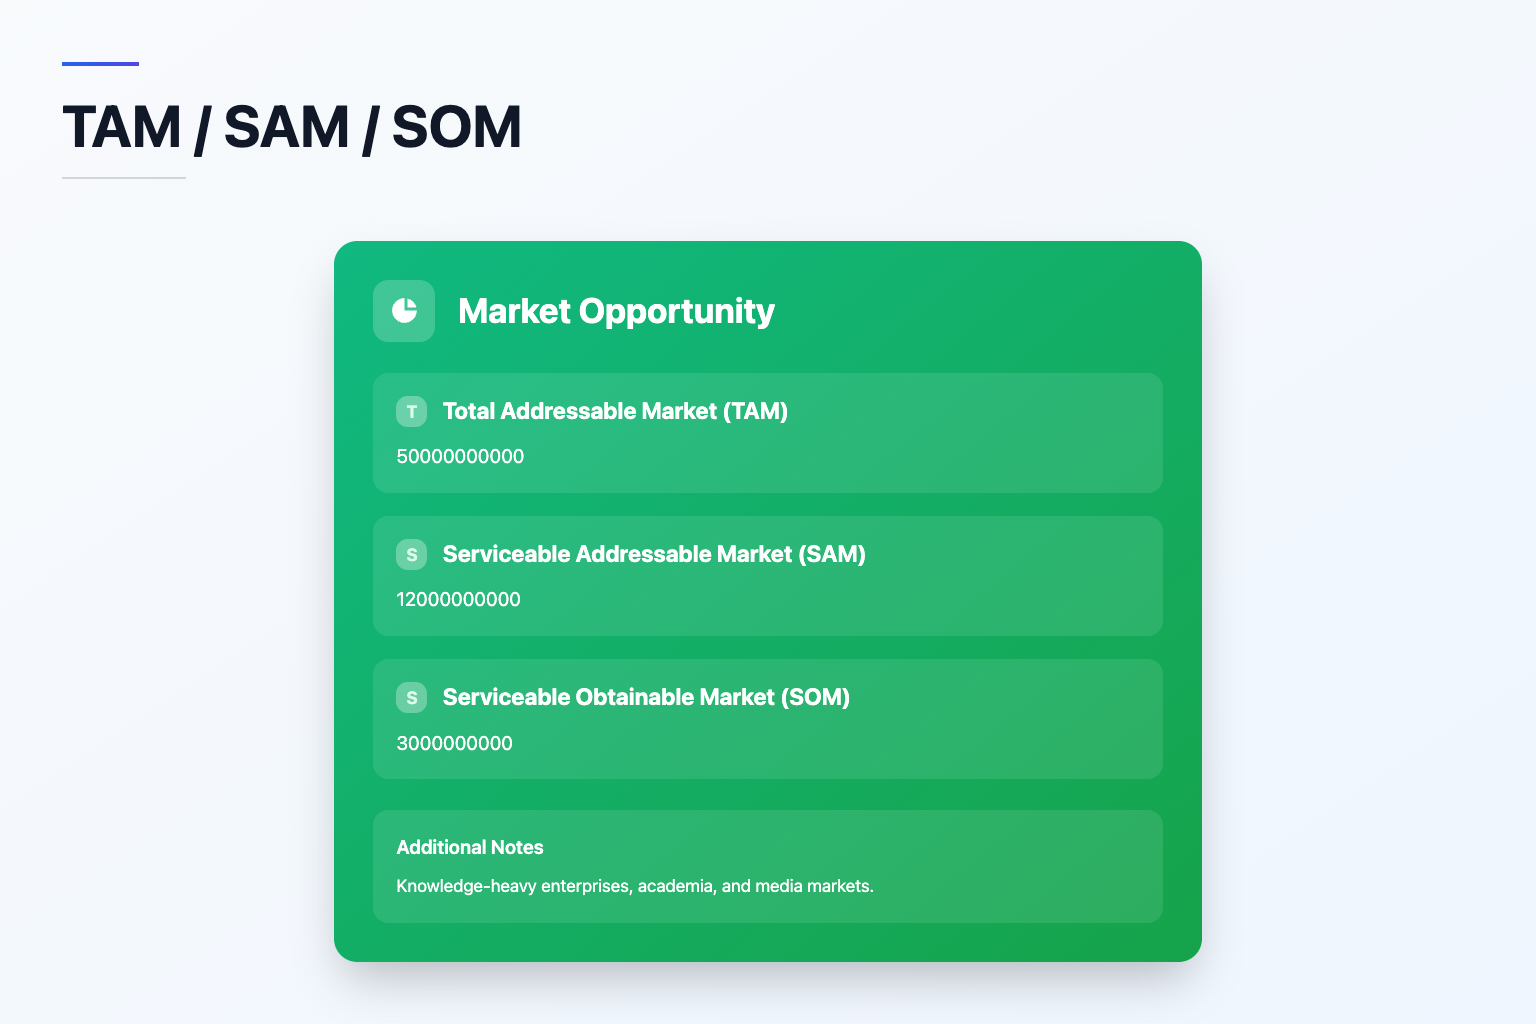 TAM / SAM / SOM
Market Opportunity
T
Total Addressable Market (TAM)
50000000000
S
Serviceable Addressable Market (SAM)
12000000000
S
Serviceable Obtainable Market (SOM)
3000000000
Additional Notes
Knowledge-heavy enterprises, academia, and media markets.